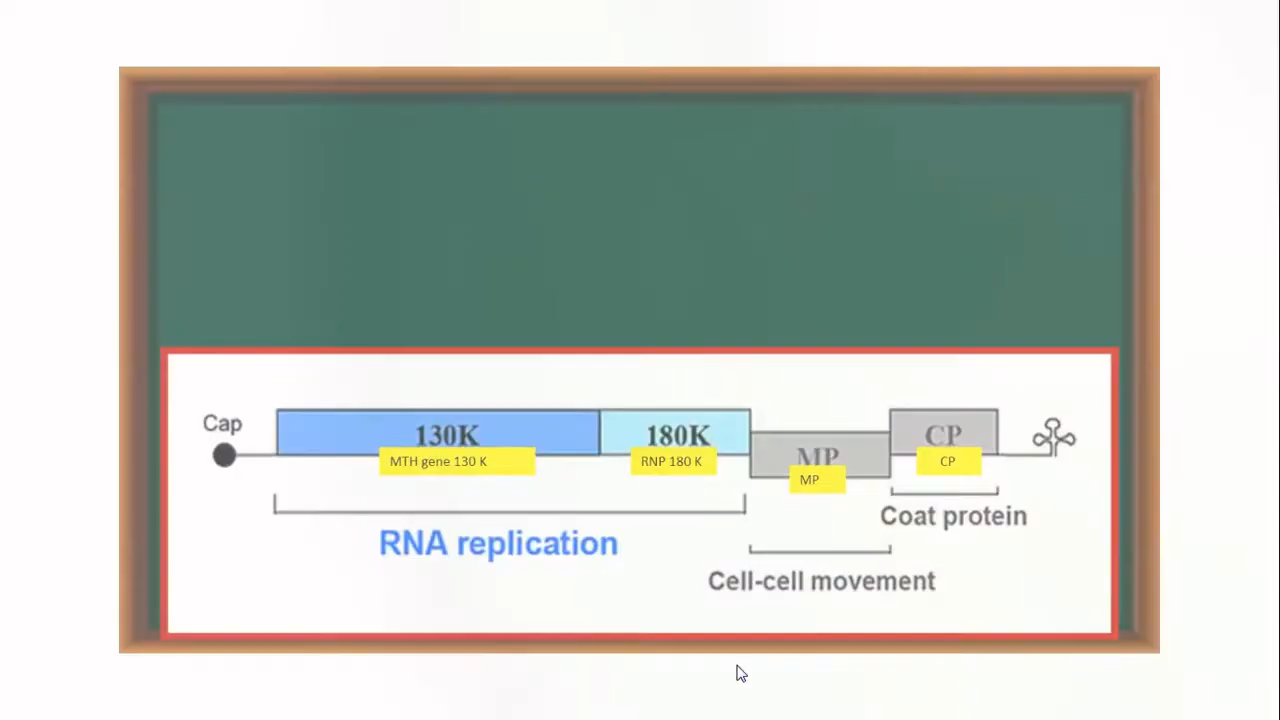 Cap
130K
180K
MP
CP
MTH gene 130 K
RNP 180 K
MP
CP
RNA replication
Coat protein
Cell-cell movement